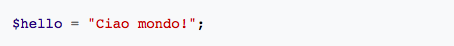 $hello = "Ciao mondo!";